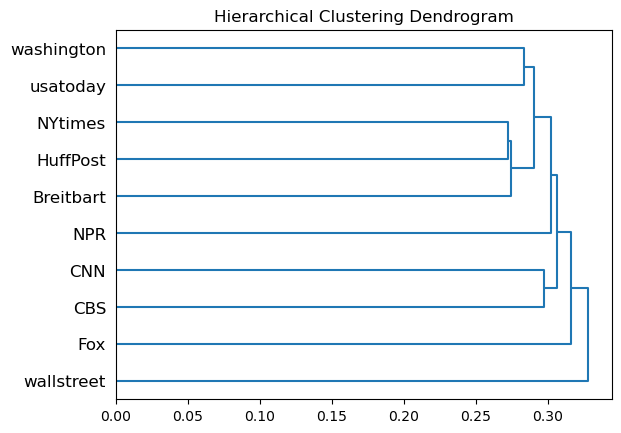 Hierarchical Clustering Dendrogram
washington
usatoday
NYtimes
HuffPost
Breitbart
NPR
CNN
CBS
Fox
wallstreet
0.00 0.05 0.10 0.15 0.20 0.25 0.30